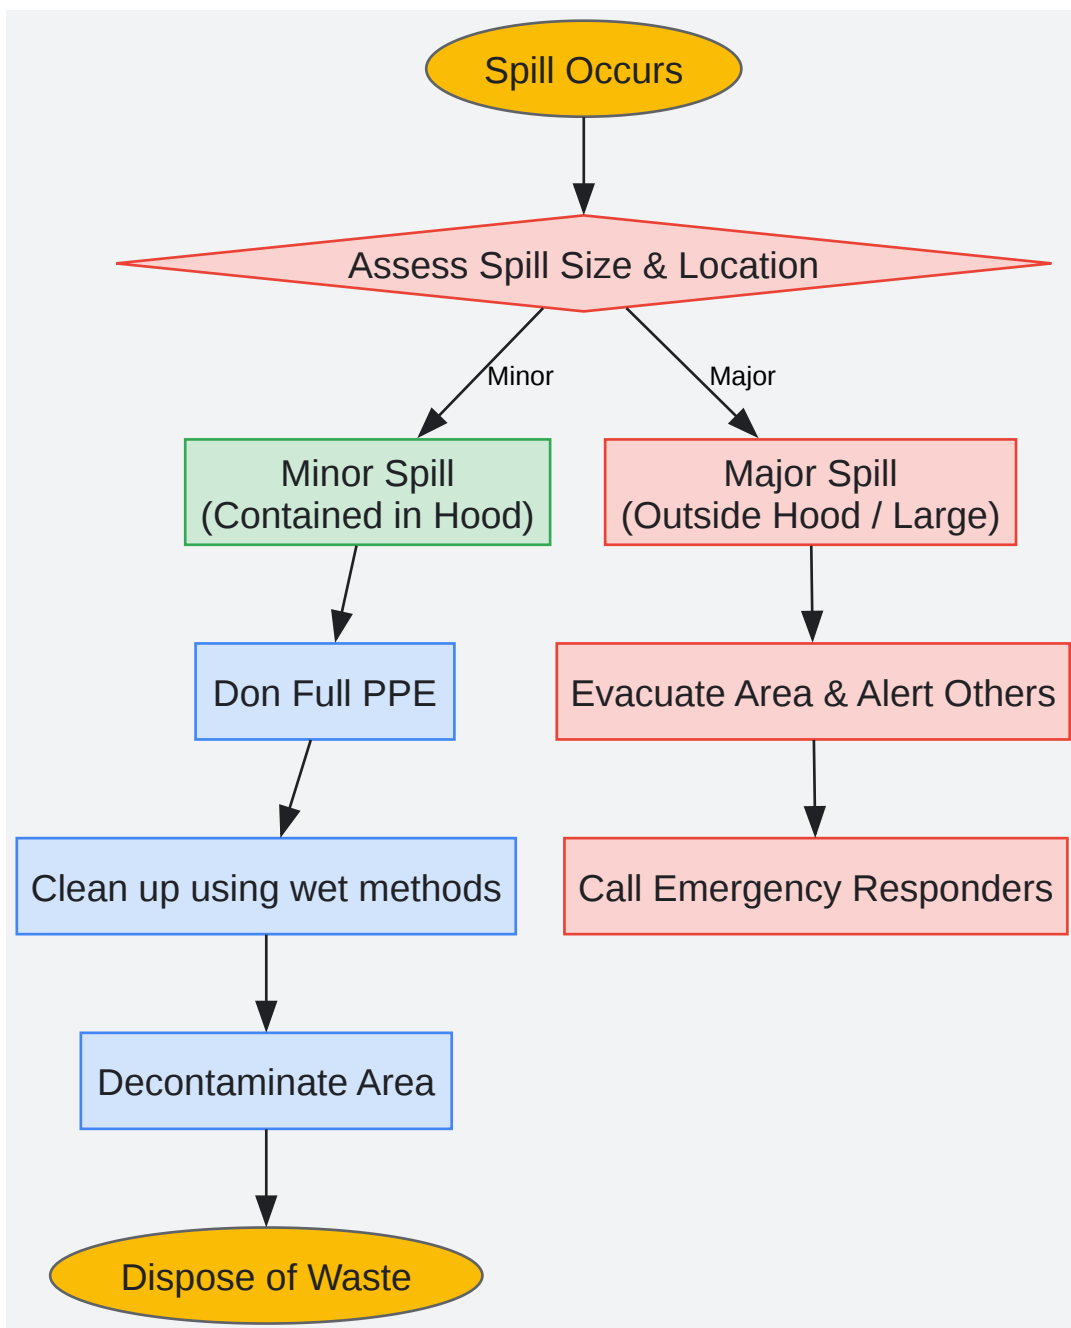 Spill Occurs
Assess Spill Size & Location
Minor
Major
Minor Spill
(Contained in Hood)
Major Spill
(Outside Hood / Large)
Don Full PPE
Evacuate Area & Alert Others
Clean up using wet methods
Call Emergency Responders
Decontaminate Area
Dispose of Waste